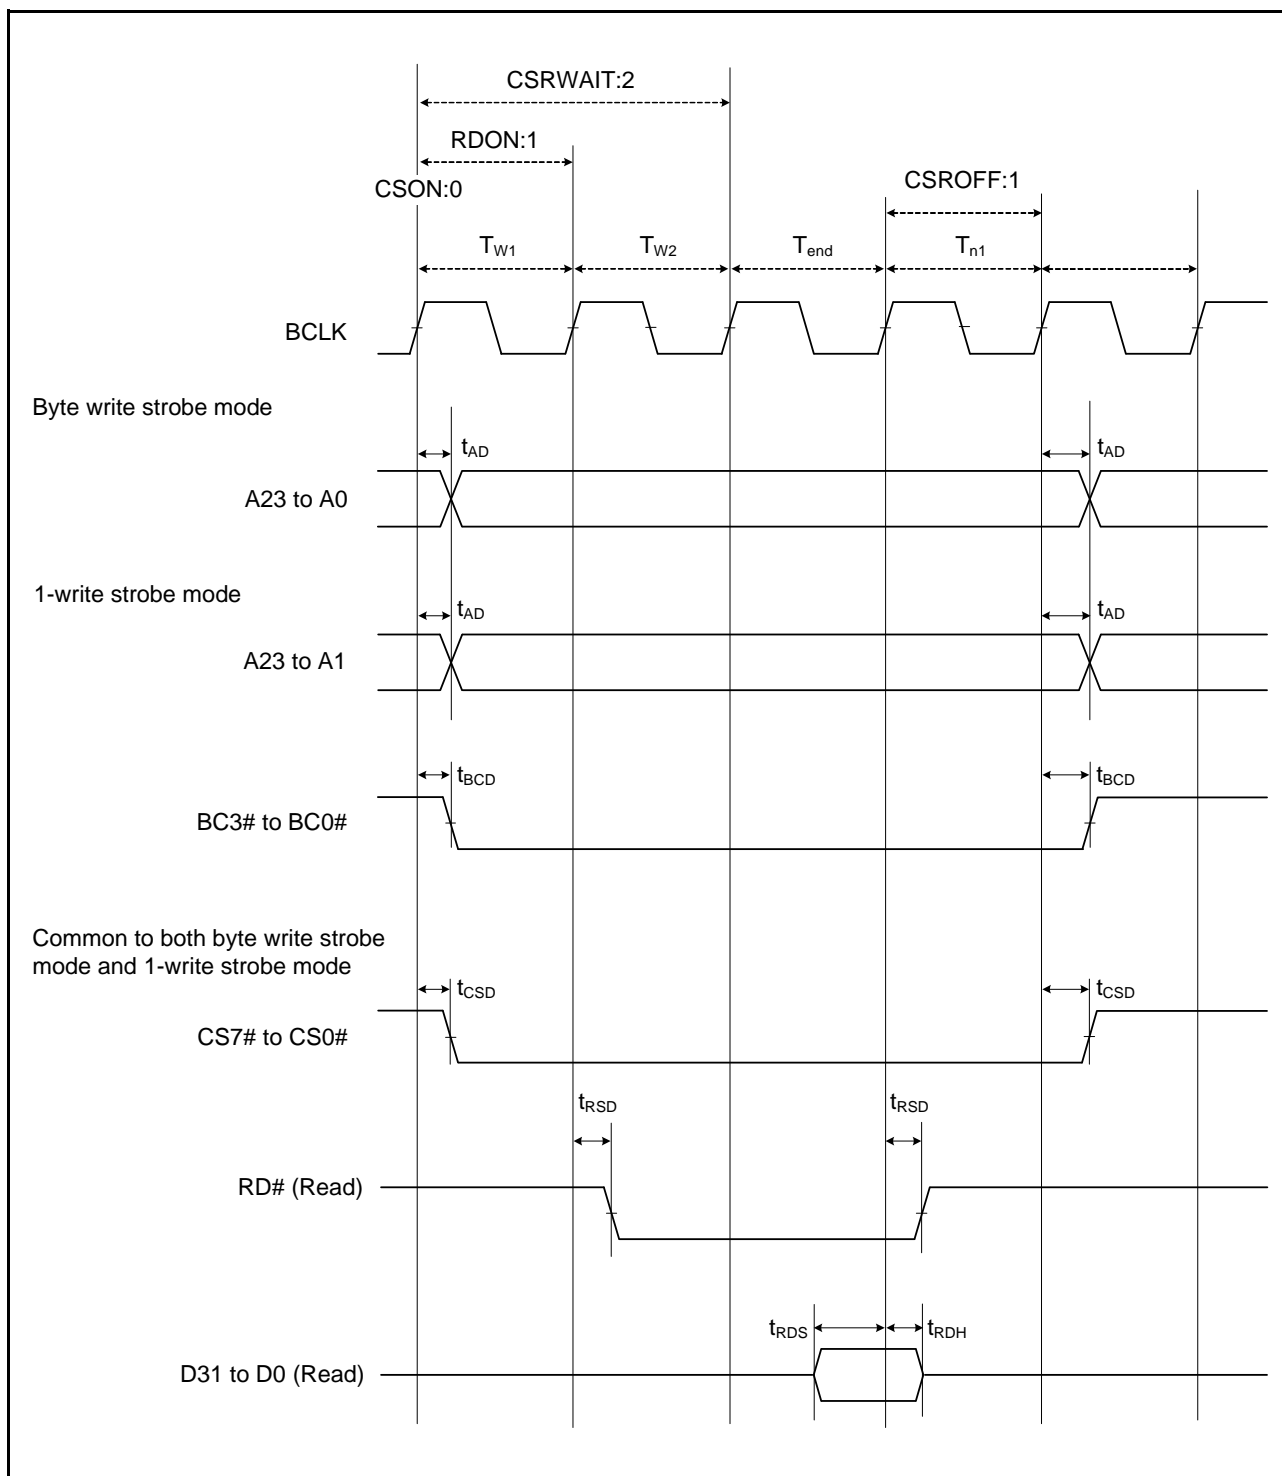 CSRWAIT:2
RDON:1
CSON:0
CSROFF:1
TW1
TW2
Tend
Tn1
BCLK
Byte write strobe mode
tAD
tAD
A23 to A0
1-write strobe mode
tAD
tAD
A23 to A1
tBCD
tBCD
BC3# to BC0#
Common to both byte write strobe
mode and 1-write strobe mode
tCSD
tCSD
CS7# to CS0#
tRSD
tRSD
RD# (Read)
tRDS
tRDH
D31 to D0 (Read)